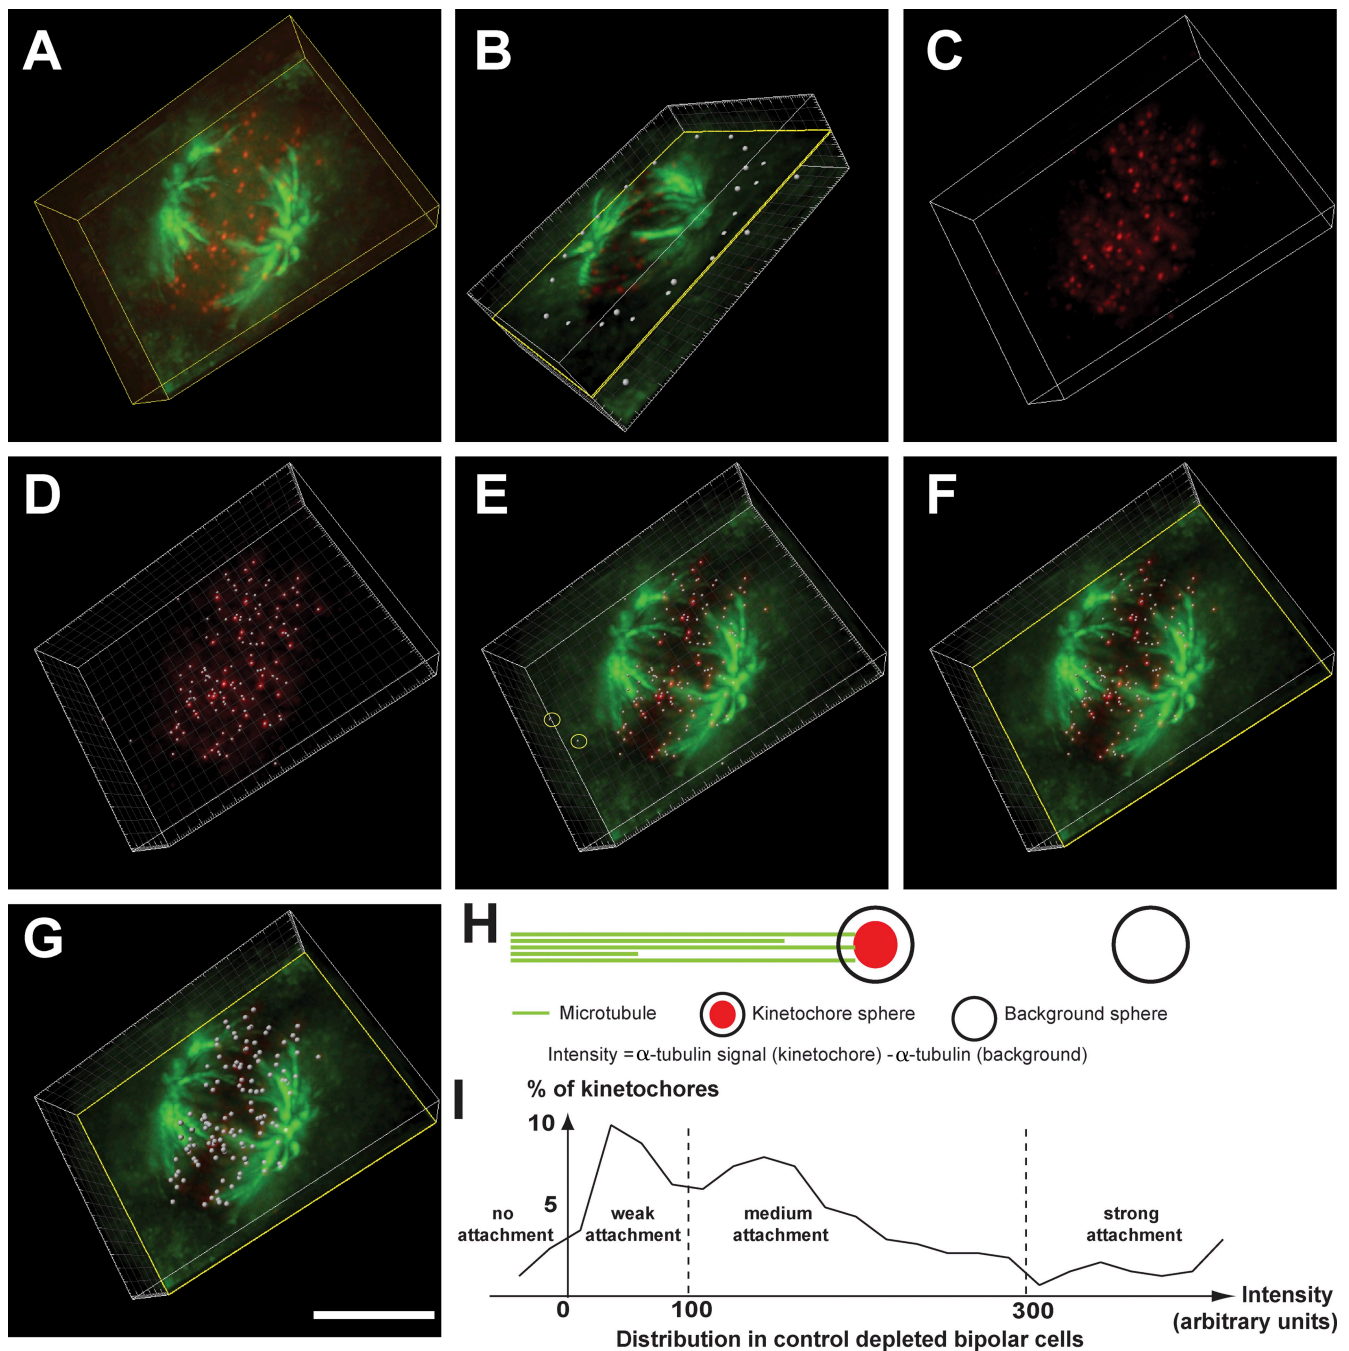 A
B
C
D
E
F
G
H
Microtubule
Kinetochore sphere
Background sphere
Intensity =α-tubulin signal (kinetochore) -α-tubulin (background)
I
% of kinetochores
10
5
no
attachment
weak
attachment
medium
attachment
strong
attachment
0
100
300
Intensity
(arbitrary units)
Distribution in control depleted bipolar cells